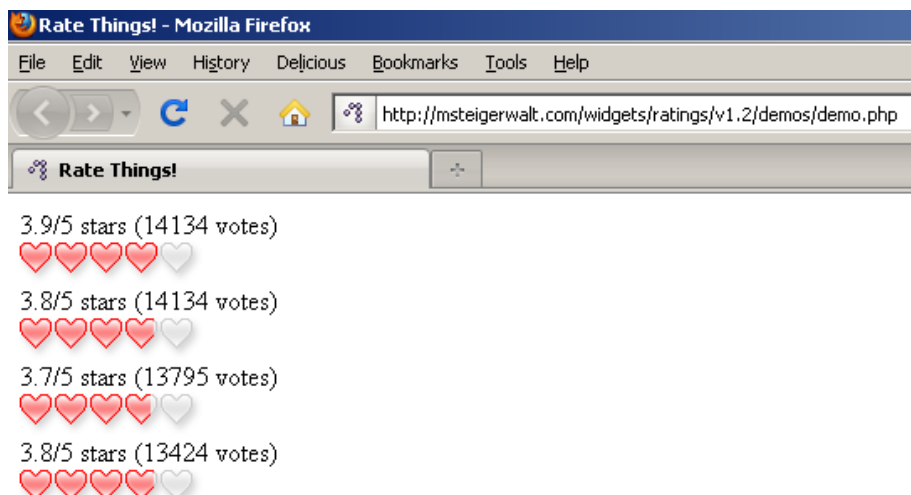 Rate Things! - Mozilla Firefox
File Edit View History Delicious Bookmarks Tools Help
http://msteigerwalt.com/widgets/ratings/v1.2/demos/demo.php
Rate Things!
3.9/5 stars (14134 votes)
3.8/5 stars (14134 votes)
3.7/5 stars (13795 votes)
3.8/5 stars (13424 votes)